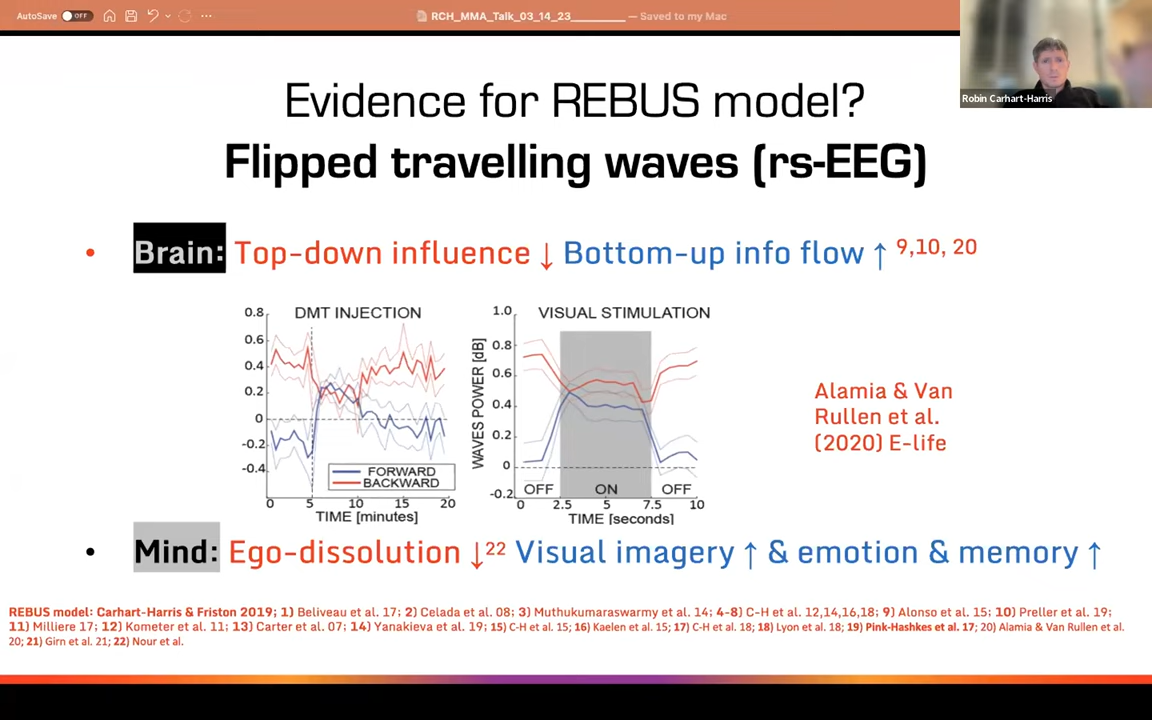 AutoSave OFF
RCH_MMA_Talk_03_14_23________ — Saved to my Mac
Robin Carhart-Harris
Evidence for REBUS model?
Flipped travelling waves (rs-EEG)
• Brain: Top-down influence ↓ Bottom-up info flow ↑ 9,10, 20
DMT INJECTION
0.8
0.6
0.4
0.2
0
-0.2
-0.4
FORWARD
BACKWARD
0 5 10 15 20
TIME [minutes]
VISUAL STIMULATION
WAVES POWER [dB]
1.0
0.8
0.6
0.4
0.2
0
-0.2
OFF ON OFF
0 2.5 5 7.5 10
TIME [seconds]
Alamia & Van
Rullen et al.
(2020) E-life
• Mind: Ego-dissolution ↓22 Visual imagery ↑ & emotion & memory ↑
REBUS model: Carhart-Harris & Friston 2019; 1) Beliveau et al. 17; 2) Celada et al. 08; 3) Muthukumaraswarmy et al. 14; 4-8) C-H et al. 12,14,16,18; 9) Alonso et al. 15; 10) Preller et al. 19;
11) Milliere 17; 12) Kometer et al. 11; 13) Carter et al. 07; 14) Yanakieva et al. 19; 15) C-H et al. 15; 16) Kaelen et al. 15; 17) C-H et al. 18; 18) Lyon et al. 18; 19) Pink-Hashkes et al. 17; 20) Alamia & Van Rullen et al.
20; 21) Girn et al. 21; 22) Nour et al.